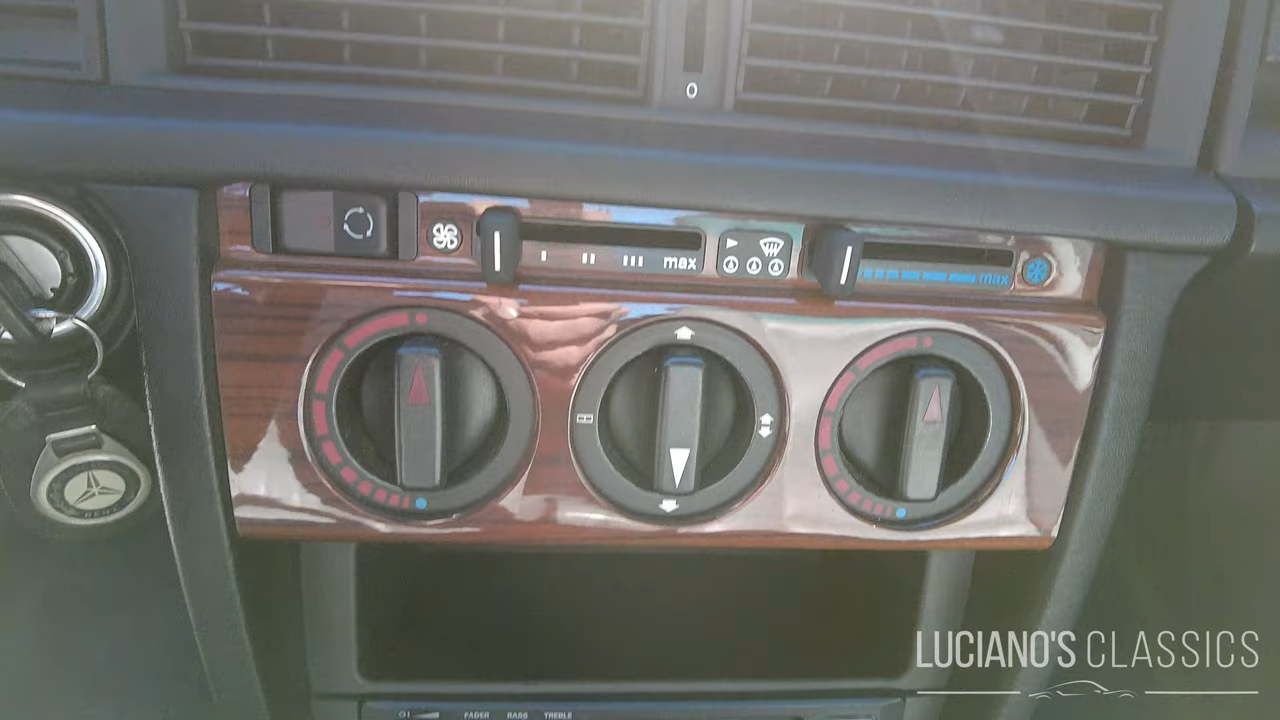 0
I II III max
max
LUCIANO'S CLASSICS
FADER BASS TREBLE